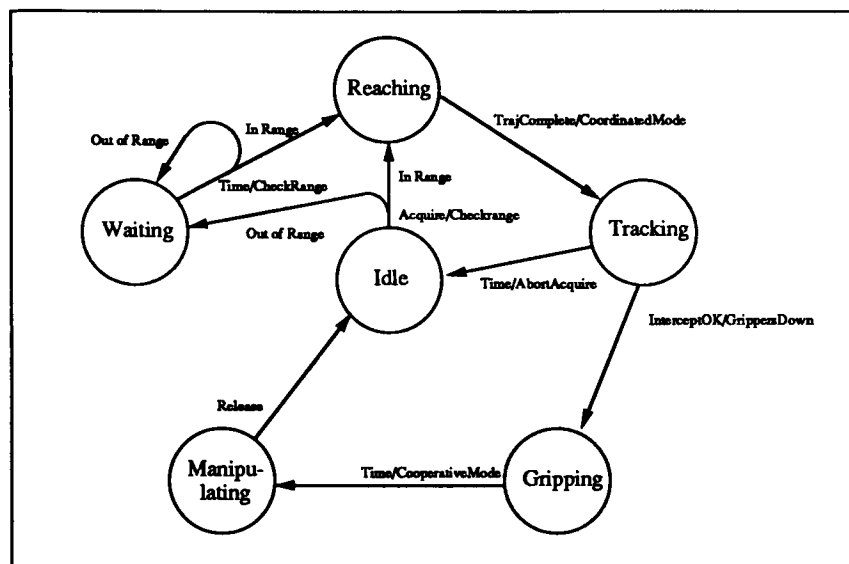 Reaching
Out of Range
In Range
TrajComplete/CoordinatedMode
Time/CheckRange
In Range
Waiting
Acquire/Checkrange
Out of Range
Tracking
Idle
Time/AbortAcquire
InterceptOK/GrippersDown
Release
Manipu-
lating
Time/CooperativeMode
Gripping